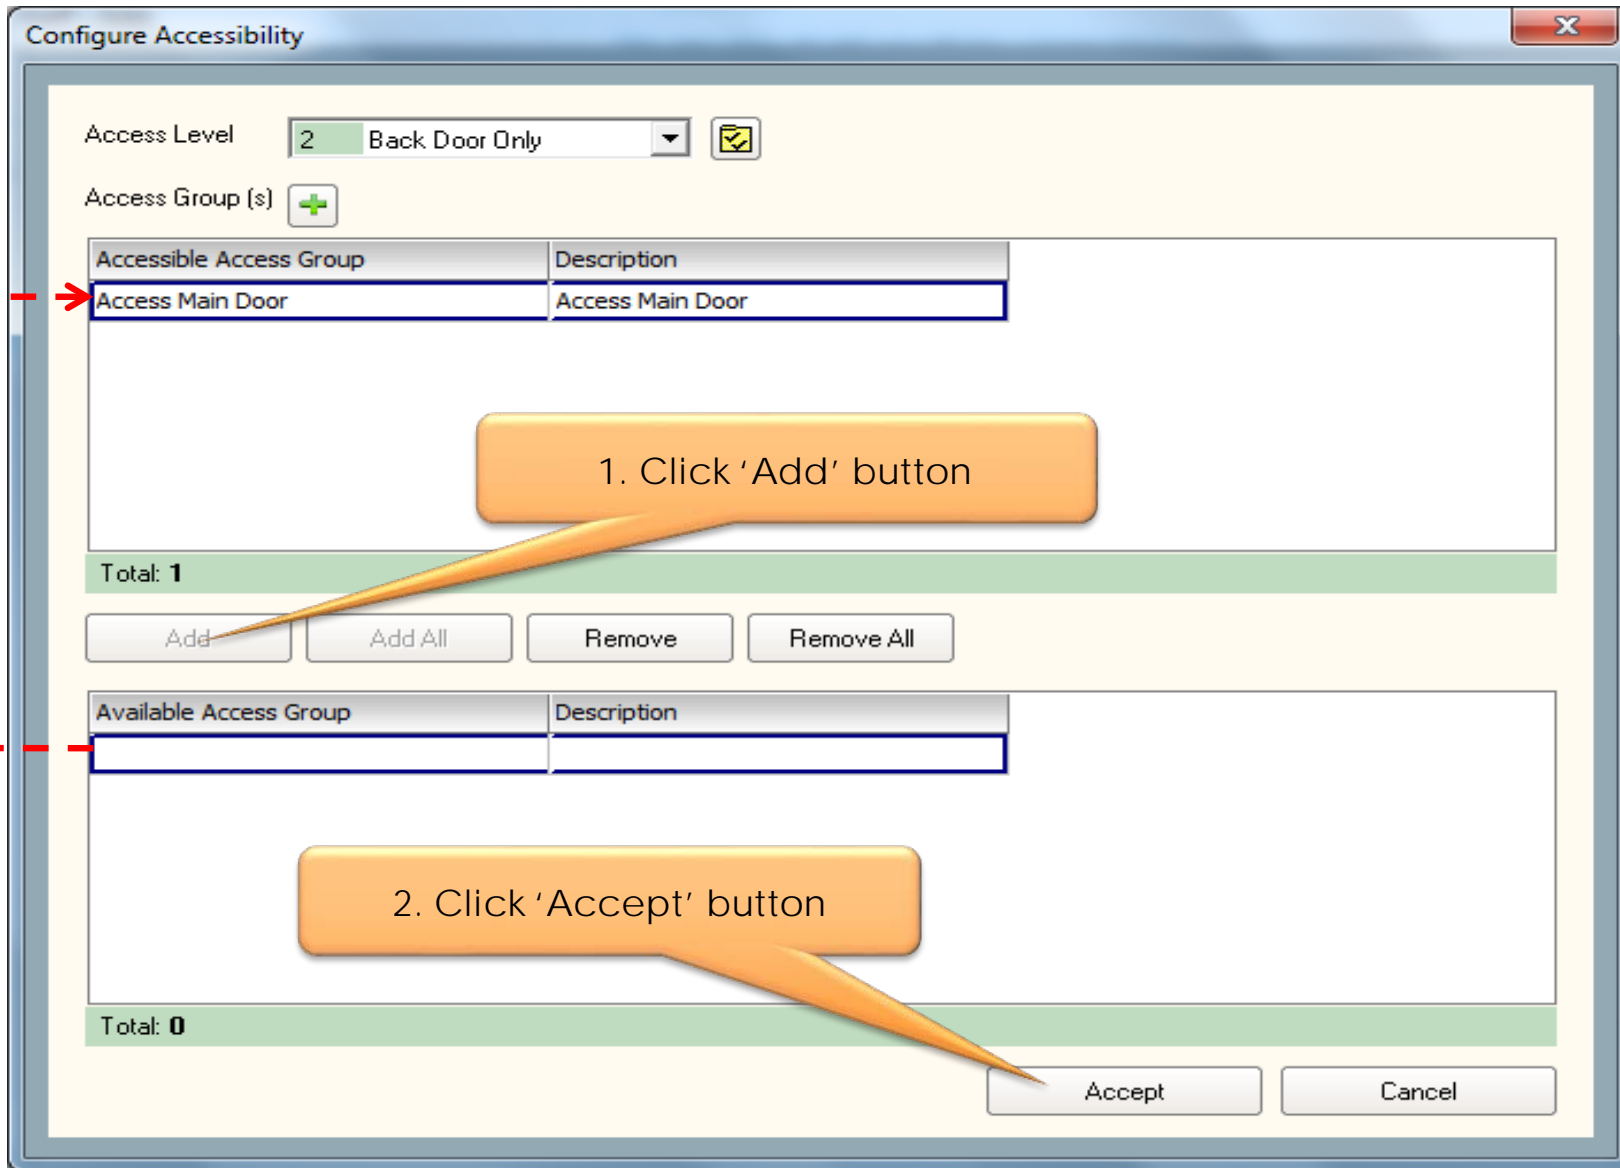 Configure Accessibility
X
Access Level 2 Back Door Only
Access Group (s)
Accessible Access Group Description
Access Main Door Access Main Door
1. Click ‘Add’ button
Total: 1
Add Add All Remove Remove All
Available Access Group Description
2. Click ‘Accept’ button
Total: 0
Accept Cancel